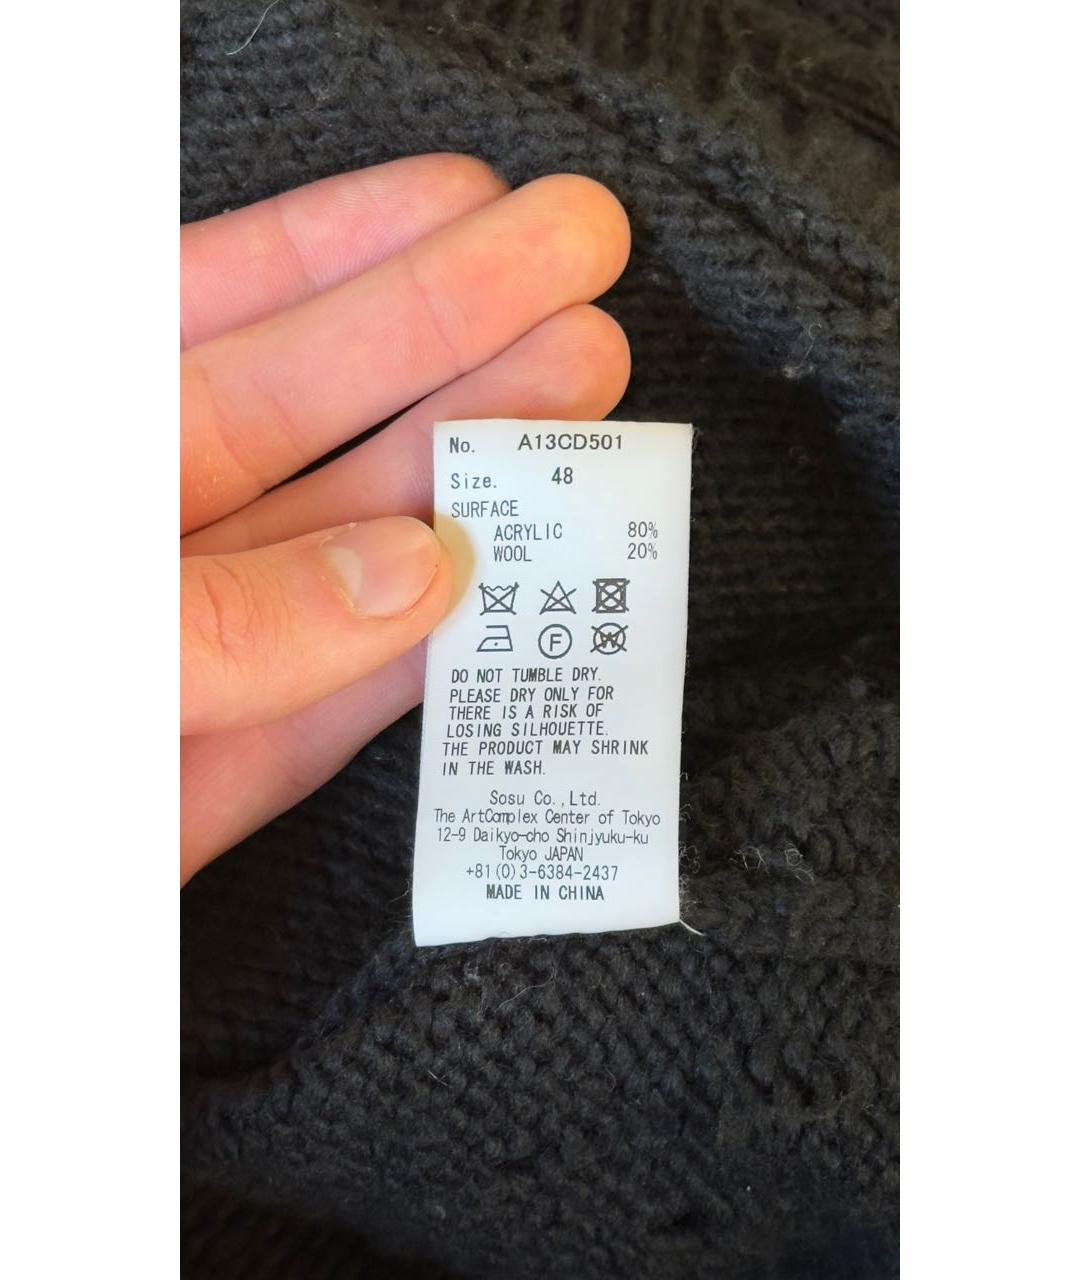 No. A13CD501
Size. 48
SURFACE
ACRYLIC 80%
WOOL 20%
F W
DO NOT TUMBLE DRY.
PLEASE DRY ONLY FOR
THERE IS A RISK OF
LOSING SILHOUETTE.
THE PRODUCT MAY SHRINK
IN THE WASH.
Sosu Co.,Ltd.
The ArtComplex Center of Tokyo
12-9 Daikyo-cho Shinjyuku-ku
Tokyo JAPAN
+81(0)3-6384-2437
MADE IN CHINA